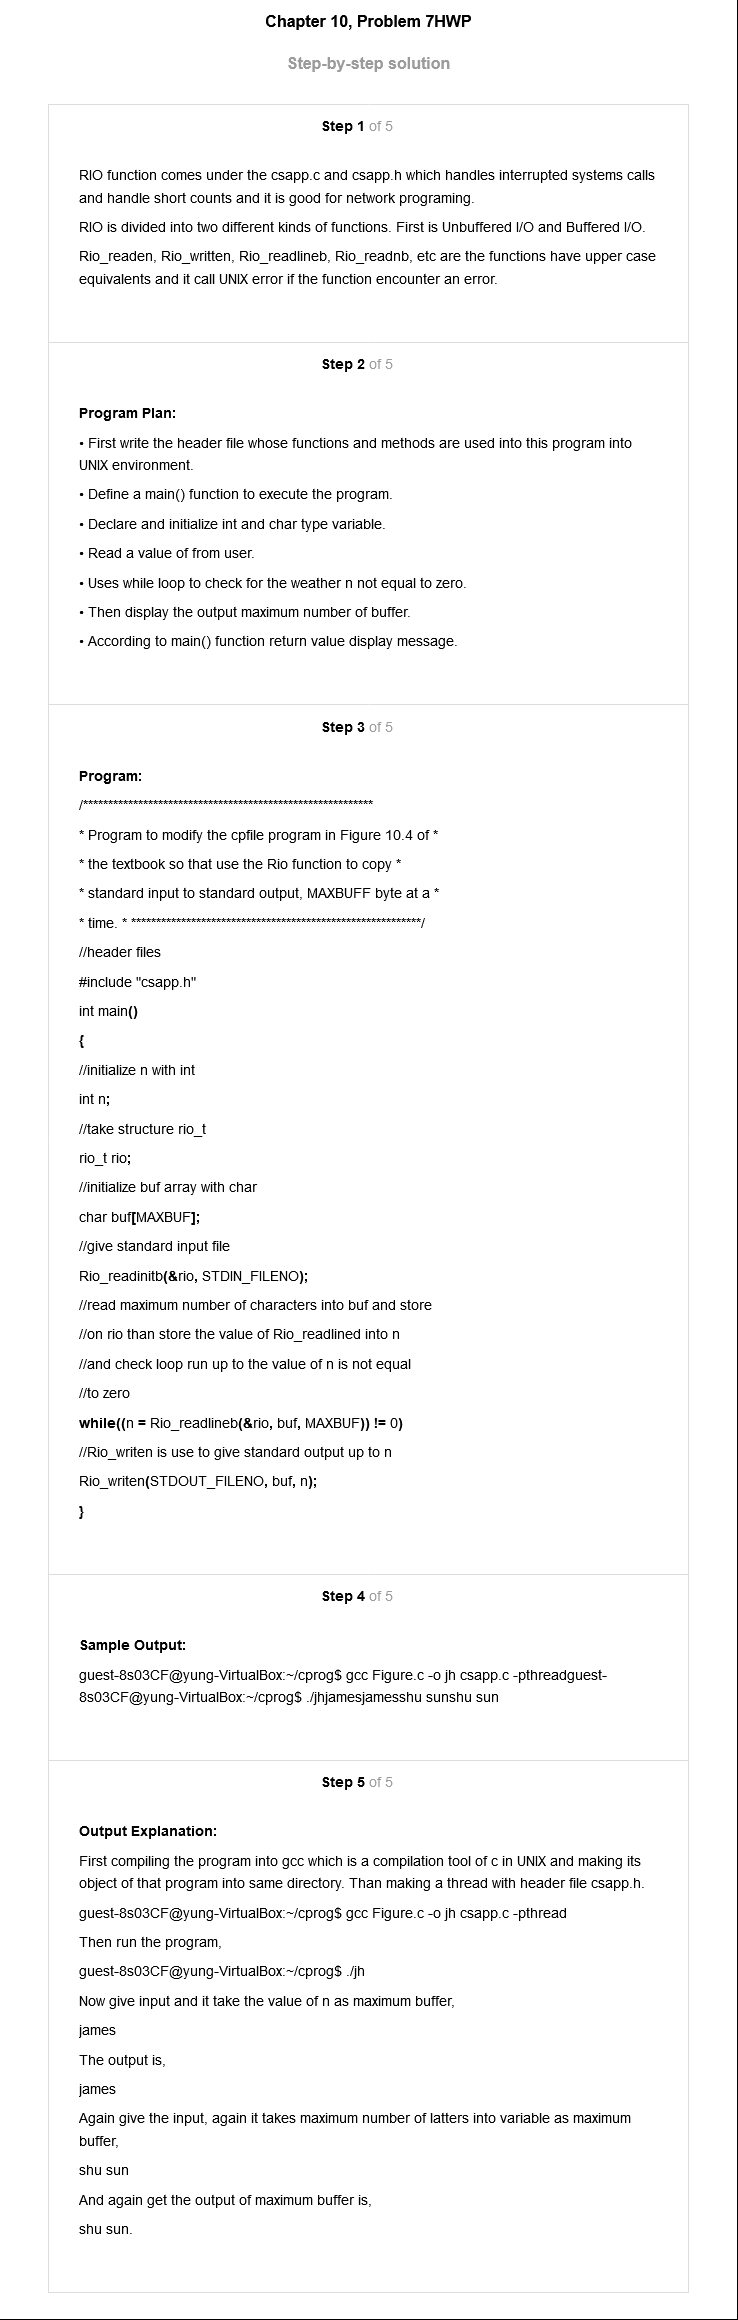 Chapter 10, Problem 7HWP
Step-by-step solution
Step 1 of 5
RIO function comes under the csapp.c and csapp.h which handles interrupted systems calls
and handle short counts and it is good for network programing.
RIO is divided into two different kinds of functions. First is Unbuffered I/O and Buffered I/O.
Rio_readen, Rio_written, Rio_readlineb, Rio_readnb, etc are the functions have upper case
equivalents and it call UNIX error if the function encounter an error.
Step 2 of 5
Program Plan:
• First write the header file whose functions and methods are used into this program into
UNIX environment.
• Define a main() function to execute the program.
• Declare and initialize int and char type variable.
• Read a value of from user.
• Uses while loop to check for the weather n not equal to zero.
• Then display the output maximum number of buffer.
• According to main() function return value display message.
Step 3 of 5
Program:
/**********************************************************
* Program to modify the cpfile program in Figure 10.4 of *
* the textbook so that use the Rio function to copy *
* standard input to standard output, MAXBUFF byte at a *
* time. * **********************************************************/
//header files
#include "csapp.h"
int main()
{
//initialize n with int
int n;
//take structure rio_t
rio_t rio;
//initialize buf array with char
char buf[MAXBUF];
//give standard input file
Rio_readinitb(&rio, STDIN_FILENO);
//read maximum number of characters into buf and store
//on rio than store the value of Rio_readlined into n
//and check loop run up to the value of n is not equal
//to zero
while((n = Rio_readlineb(&rio, buf, MAXBUF)) != 0)
//Rio_writen is use to give standard output up to n
Rio_writen(STDOUT_FILENO, buf, n);
}
Step 4 of 5
Sample Output:
guest-8s03CF@yung-VirtualBox:~/cprog$ gcc Figure.c -o jh csapp.c -pthreadguest-
8s03CF@yung-VirtualBox:~/cprog$ ./jhjamesjamesshu sunshu sun
Step 5 of 5
Output Explanation:
First compiling the program into gcc which is a compilation tool of c in UNIX and making its
object of that program into same directory. Than making a thread with header file csapp.h.
guest-8s03CF@yung-VirtualBox:~/cprog$ gcc Figure.c -o jh csapp.c -pthread
Then run the program,
guest-8s03CF@yung-VirtualBox:~/cprog$ ./jh
Now give input and it take the value of n as maximum buffer,
james
The output is,
james
Again give the input, again it takes maximum number of latters into variable as maximum
buffer,
shu sun
And again get the output of maximum buffer is,
shu sun.